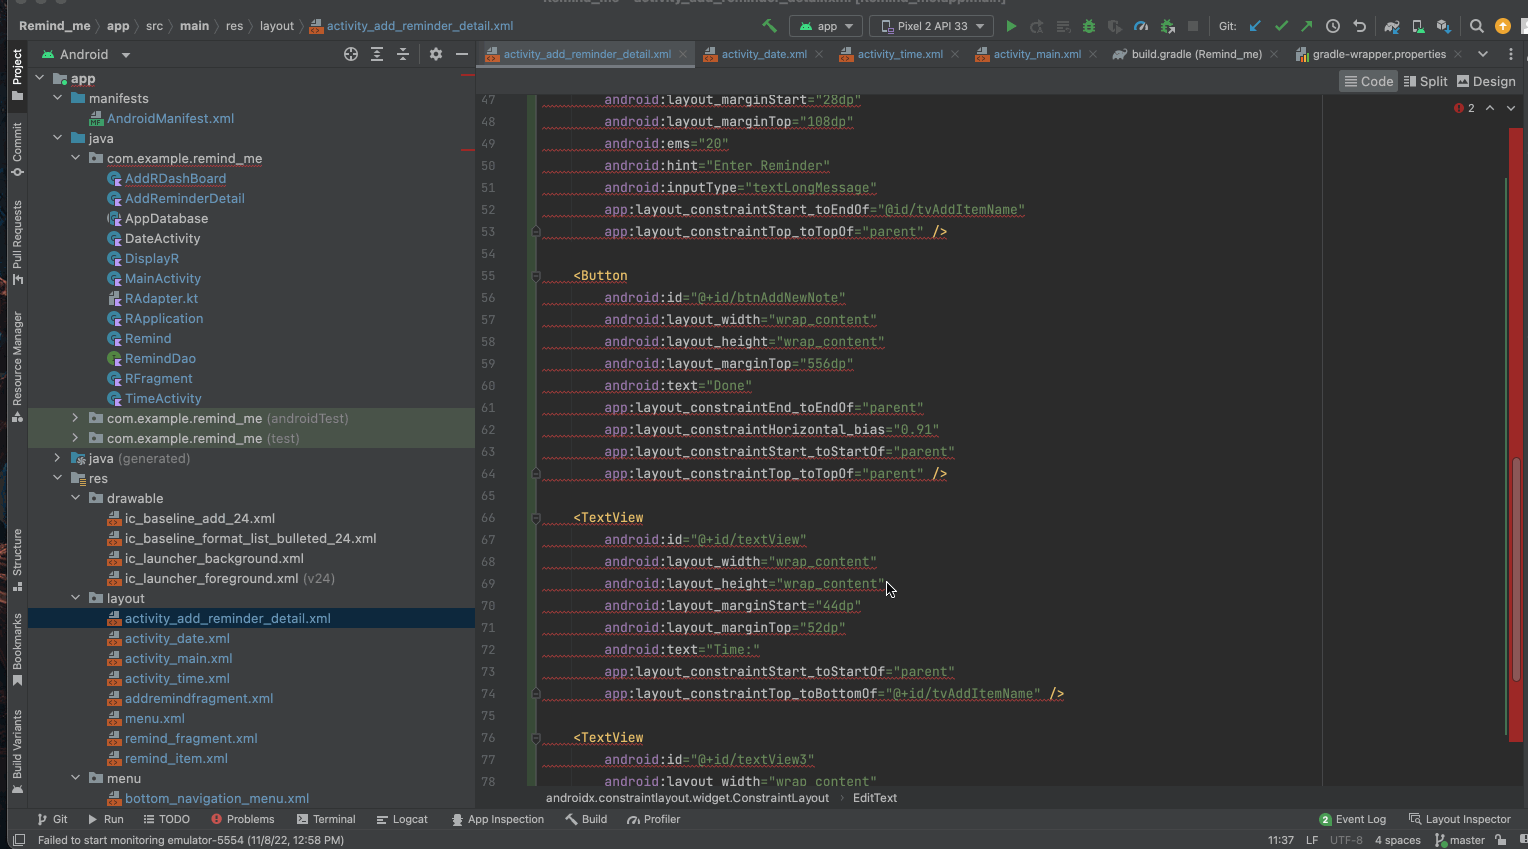 Remind_me
app
src
main
res
layout
activity_add_reminder_detail.xml
app
Pixel 2 API 33
Git:
Project
Android
activity_add_reminder_detail.xml
activity_date.xml
activity_time.xml
activity_main.xml
build.gradle (Remind_me)
gradle-wrapper.properties
Code
Split
Design
2
Commit
Pull Requests
Resource Manager
Structure
Bookmarks
Build Variants
app
manifests
AndroidManifest.xml
java
com.example.remind_me
AddRDashBoard
AddReminderDetail
AppDatabase
DateActivity
DisplayR
MainActivity
RAdapter.kt
RApplication
Remind
RemindDao
RFragment
TimeActivity
com.example.remind_me (androidTest)
com.example.remind_me (test)
java (generated)
res
drawable
ic_baseline_add_24.xml
ic_baseline_format_list_bulleted_24.xml
ic_launcher_background.xml
ic_launcher_foreground.xml (v24)
layout
activity_add_reminder_detail.xml
activity_date.xml
activity_main.xml
activity_time.xml
addremindfragment.xml
menu.xml
remind_fragment.xml
remind_item.xml
menu
bottom_navigation_menu.xml
47 android:layout_marginStart="28dp"
48 android:layout_marginTop="108dp"
49 android:ems="20"
50 android:hint="Enter Reminder"
51 android:inputType="textLongMessage"
52 app:layout_constraintStart_toEndOf="@id/tvAddItemName"
53 app:layout_constraintTop_toTopOf="parent" />
54
55 <Button
56 android:id="@+id/btnAddNewNote"
57 android:layout_width="wrap_content"
58 android:layout_height="wrap_content"
59 android:layout_marginTop="556dp"
60 android:text="Done"
61 app:layout_constraintEnd_toEndOf="parent"
62 app:layout_constraintHorizontal_bias="0.91"
63 app:layout_constraintStart_toStartOf="parent"
64 app:layout_constraintTop_toTopOf="parent" />
65
66 <TextView
67 android:id="@+id/textView"
68 android:layout_width="wrap_content"
69 android:layout_height="wrap_content"
70 android:layout_marginStart="44dp"
71 android:layout_marginTop="52dp"
72 android:text="Time:"
73 app:layout_constraintStart_toStartOf="parent"
74 app:layout_constraintTop_toBottomOf="@+id/tvAddItemName" />
75
76 <TextView
77 android:id="@+id/textView3"
78 android:layout_width="wrap_content"
androidx.constraintlayout.widget.ConstraintLayout
EditText
Git
Run
TODO
Problems
Terminal
Logcat
App Inspection
Build
Profiler
2 Event Log
Layout Inspector
Failed to start monitoring emulator-5554 (11/8/22, 12:58 PM)
11:37
LF
UTF-8
4 spaces
master